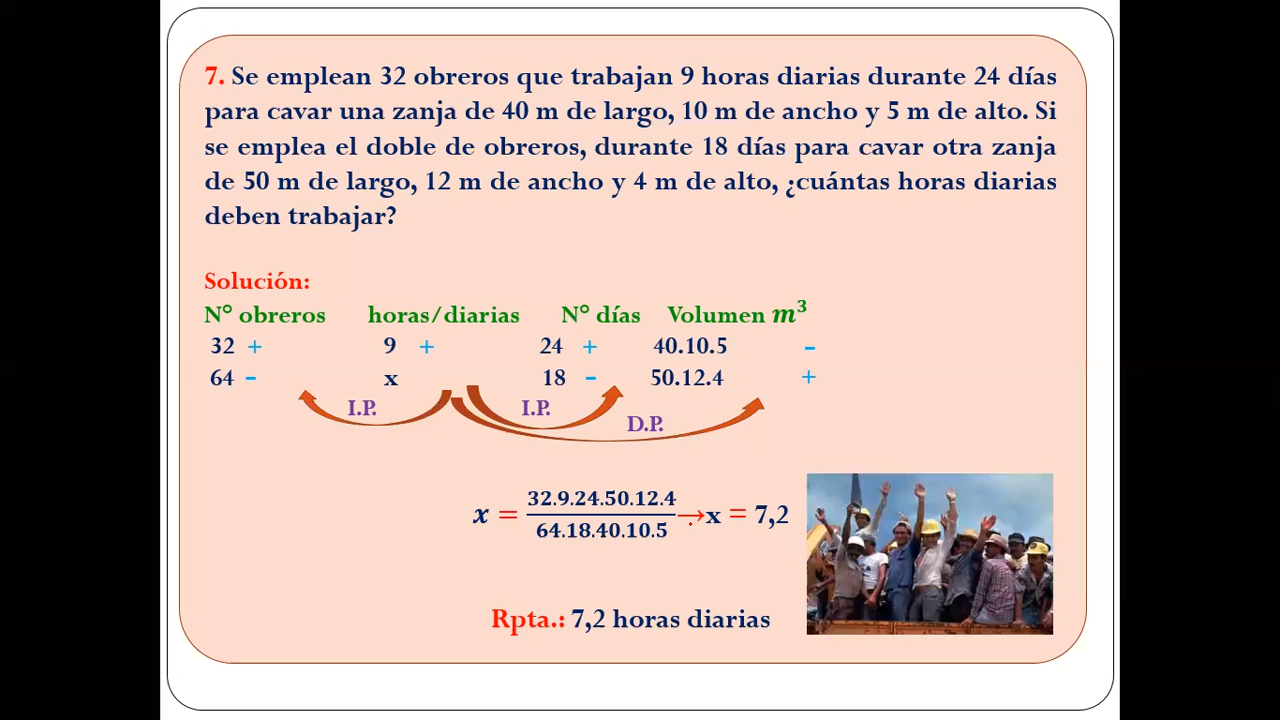 7. Se emplean 32 obreros que trabajan 9 horas diarias durante 24 días
para cavar una zanja de 40 m de largo, 10 m de ancho y 5 m de alto. Si
se emplea el doble de obreros, durante 18 días para cavar otra zanja
de 50 m de largo, 12 m de ancho y 4 m de alto, ¿cuántas horas diarias
deben trabajar?
Solución:
N° obreros horas/diarias N° días Volumen m³
32 + 9 + 24 + 40.10.5 -
64 - x 18 - 50.12.4 +
I.P. I.P.
D.P.
32.9.24.50.12.4
x = →x = 7,2
64.18.40.10.5
Rpta.: 7,2 horas diarias